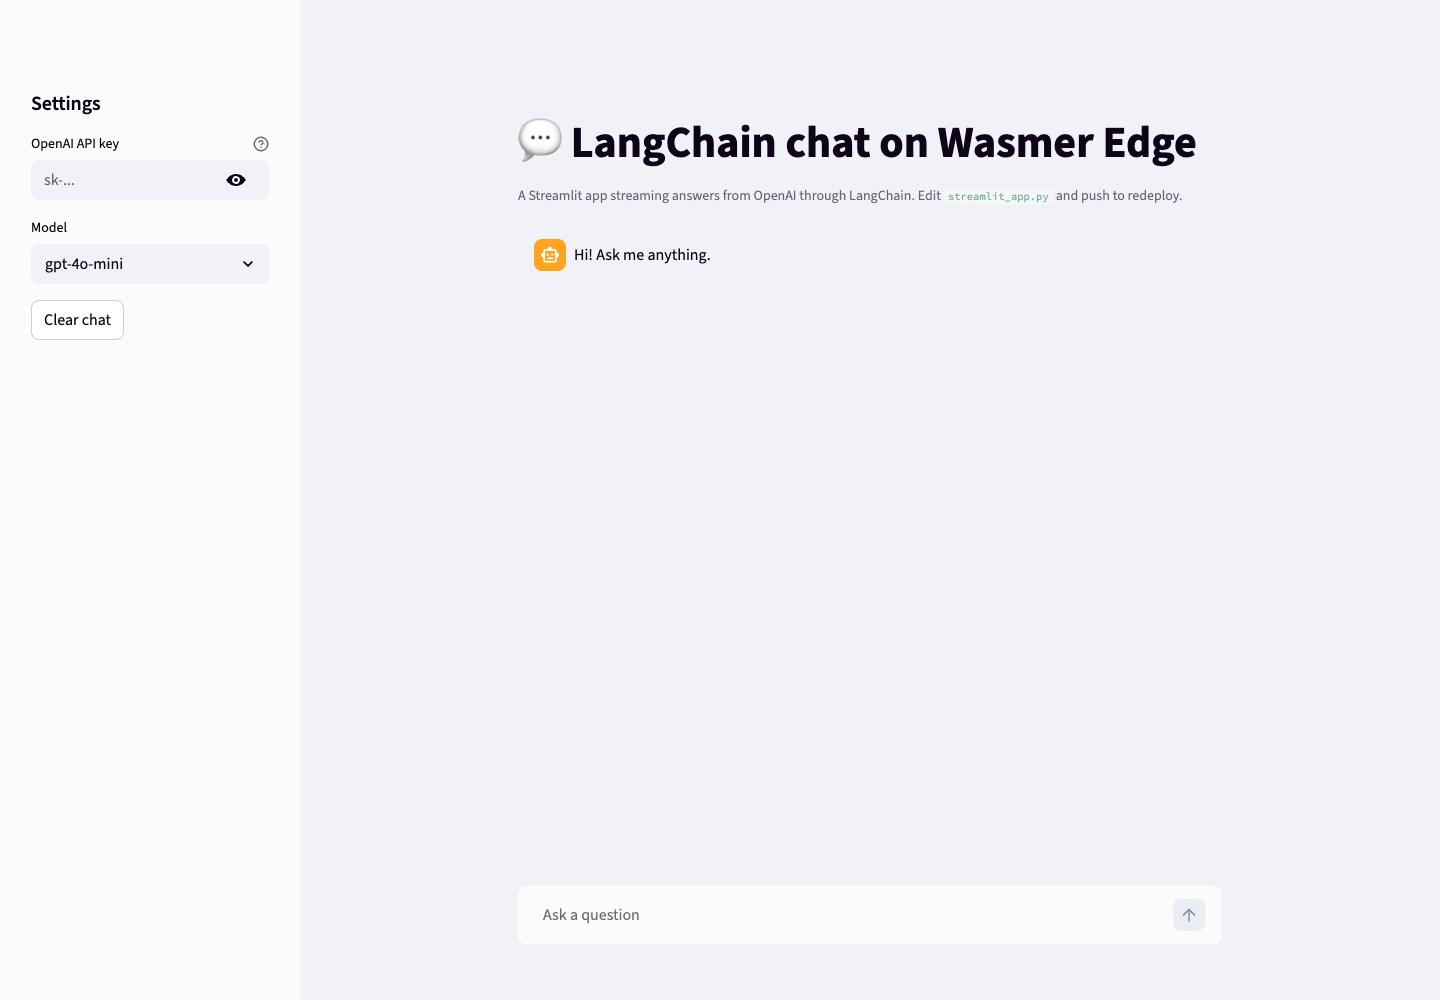 Settings
OpenAI API key
sk-...
Model
gpt-4o-mini
Clear chat
LangChain chat on Wasmer Edge
A Streamlit app streaming answers from OpenAI through LangChain. Edit streamlit_app.py and push to redeploy.
Hi! Ask me anything.
Ask a question